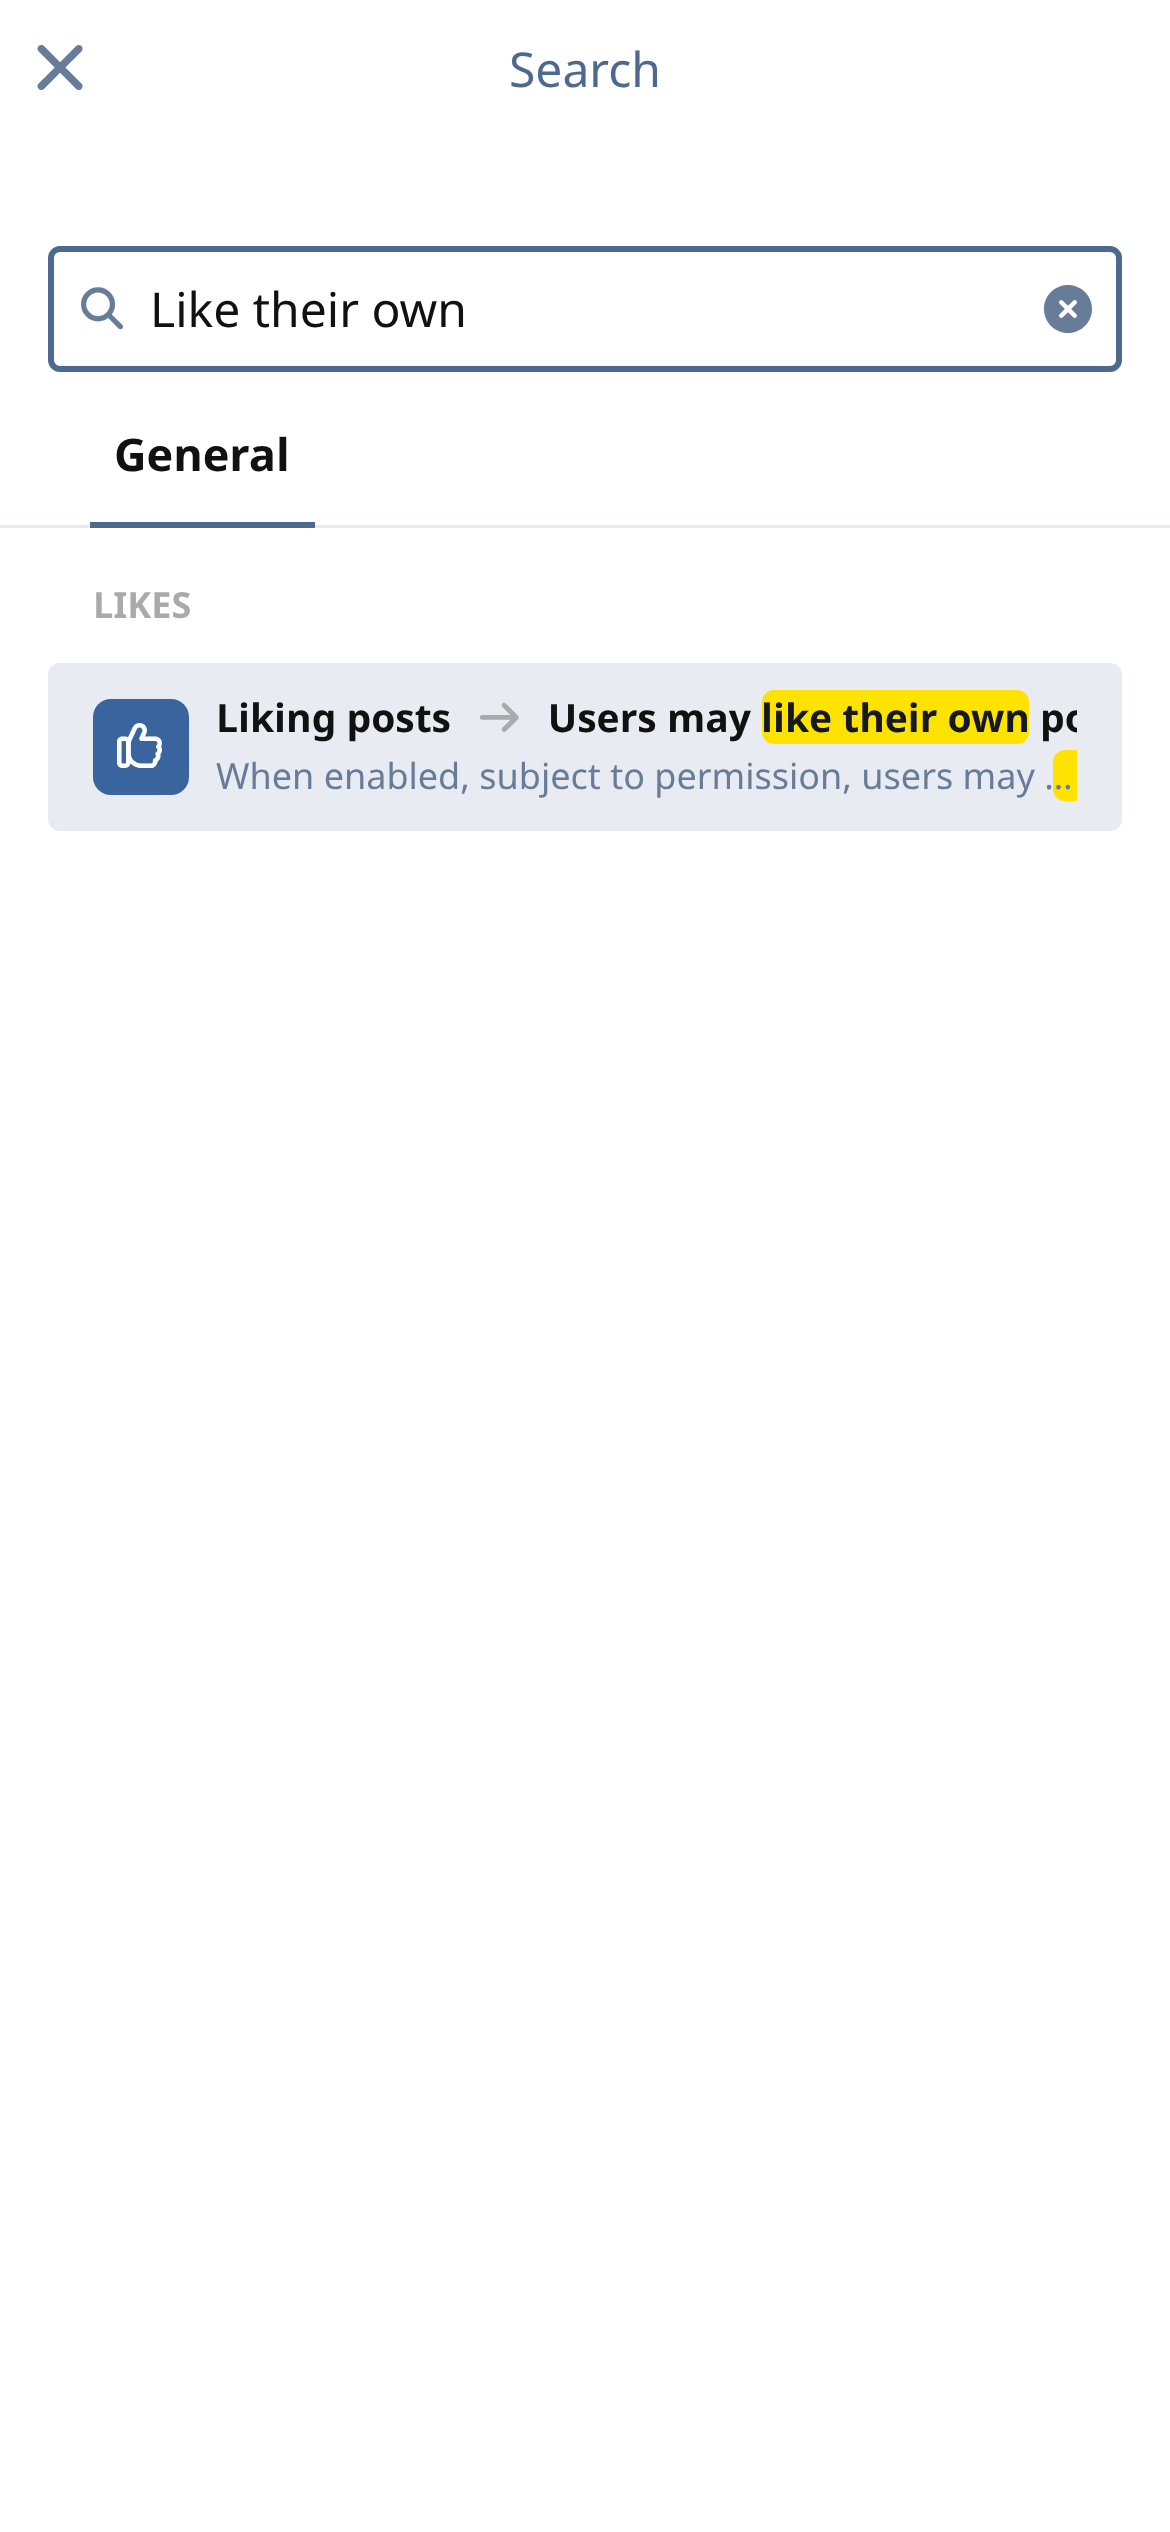 Search
Like their own
General
LIKES
Liking posts → Users may like their own po
When enabled, subject to permission, users may ...